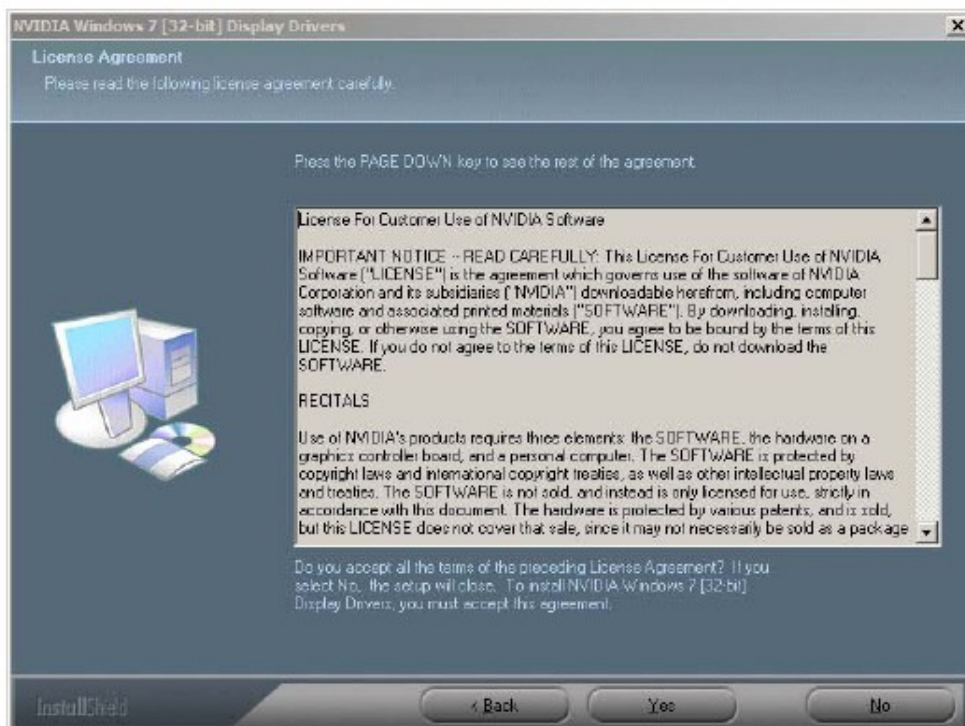 NVIDIA Windows 7 [32-bit] Display Drivers
License Agreement
Please read the following license agreement carefully.
Press the PAGE DOWN key to see the rest of the agreement.
License For Customer Use of NVIDIA Software
IMPORTANT NOTICE -- READ CAREFULLY: This License For Customer Use of NVIDIA
Software ("LICENSE") is the agreement which governs use of the software of NVIDIA
Corporation and its subsidiaries ("NVIDIA") downloadable herefrom, including computer
software and associated printed materials ("SOFTWARE"). By downloading, installing,
copying, or otherwise using the SOFTWARE, you agree to be bound by the terms of this
LICENSE. If you do not agree to the terms of this LICENSE, do not download the
SOFTWARE.
RECITALS
Use of NVIDIA's products requires three elements: the SOFTWARE, the hardware on a
graphics controller board, and a personal computer. The SOFTWARE is protected by
copyright laws and international copyright treaties, as well as other intellectual property laws
and treaties. The SOFTWARE is not sold, and instead is only licensed for use, strictly in
accordance with this document. The hardware is protected by various patents, and is sold,
but this LICENSE does not cover that sale, since it may not necessarily be sold as a package
Do you accept all the terms of the preceding License Agreement? If you
select No, the setup will close. To install NVIDIA Windows 7 [32-bit]
Display Drivers, you must accept this agreement.
InstallShield
< Back
Yes
No